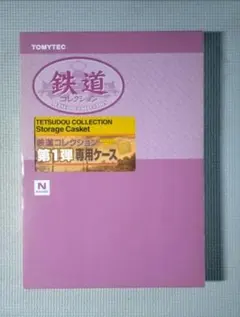 TOMYTEC
鉄道
コレクション
TETSUDOU COLLECTION
Storage Casket
鉄道コレクション
第1弾専用ケース
N